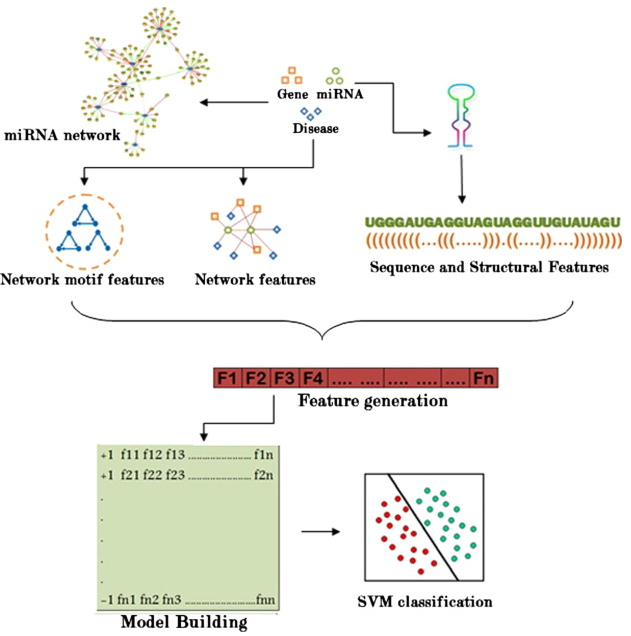 Gene miRNA
miRNA network
Disease
UGGGAUGAGGUAGUAGGUUGUAUAGU
(((((((((...(((.....))).((....))....))))))))
Network motif features
Network features
Sequence and Structural Features
F1 F2 F3 F4 .... .... .... .... .... Fn
Feature generation
+1 f11 f12 f13 ........................ f1n
+1 f21 f22 f23 ........................ f2n
-1 fn1 fn2 fn3 ........................ fnn
Model Building
SVM classification